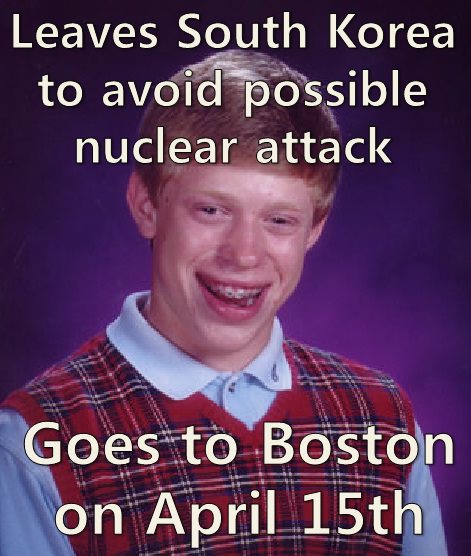 Leaves South Korea
to avoid possible
nuclear attack
Goes to Boston
on April 15th